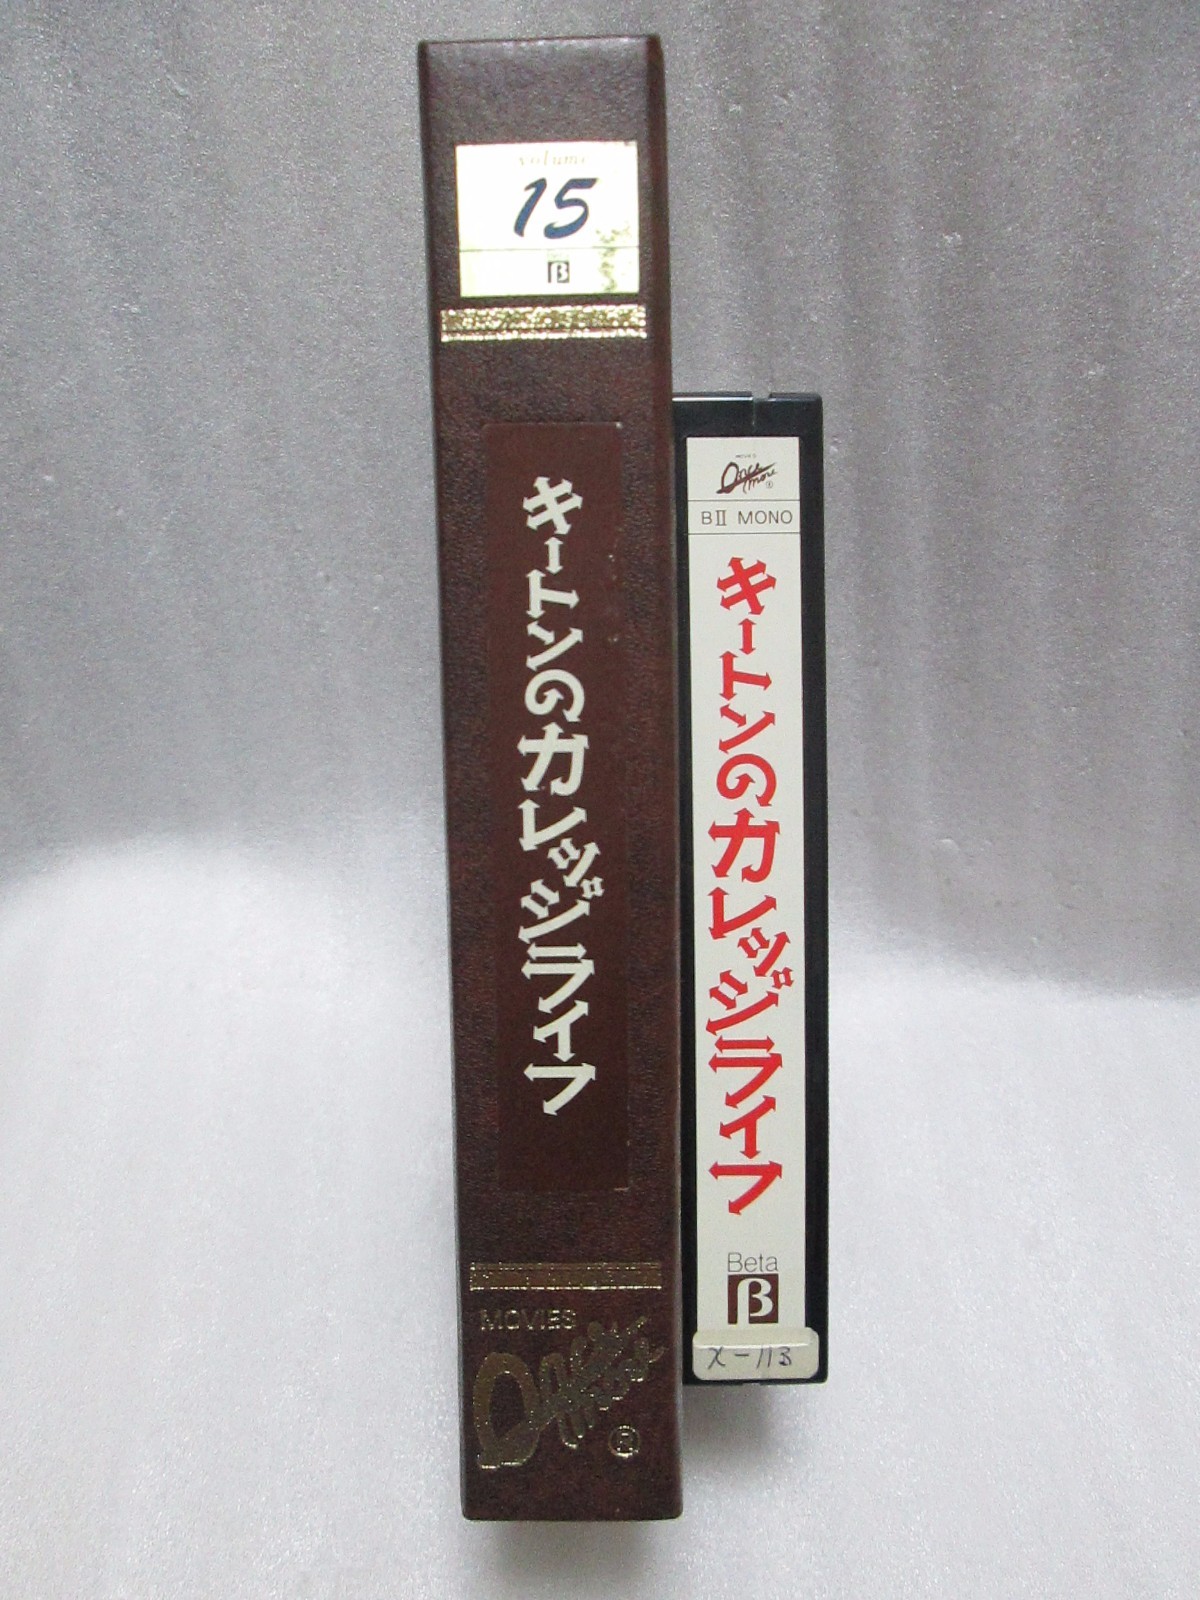 volume
15
β
キートンのカレッジライフ
MOVIES
Once more
®
MOVIES
Once more
®
BⅡ MONO
キートンのカレッジライフ
Beta
β
X-113